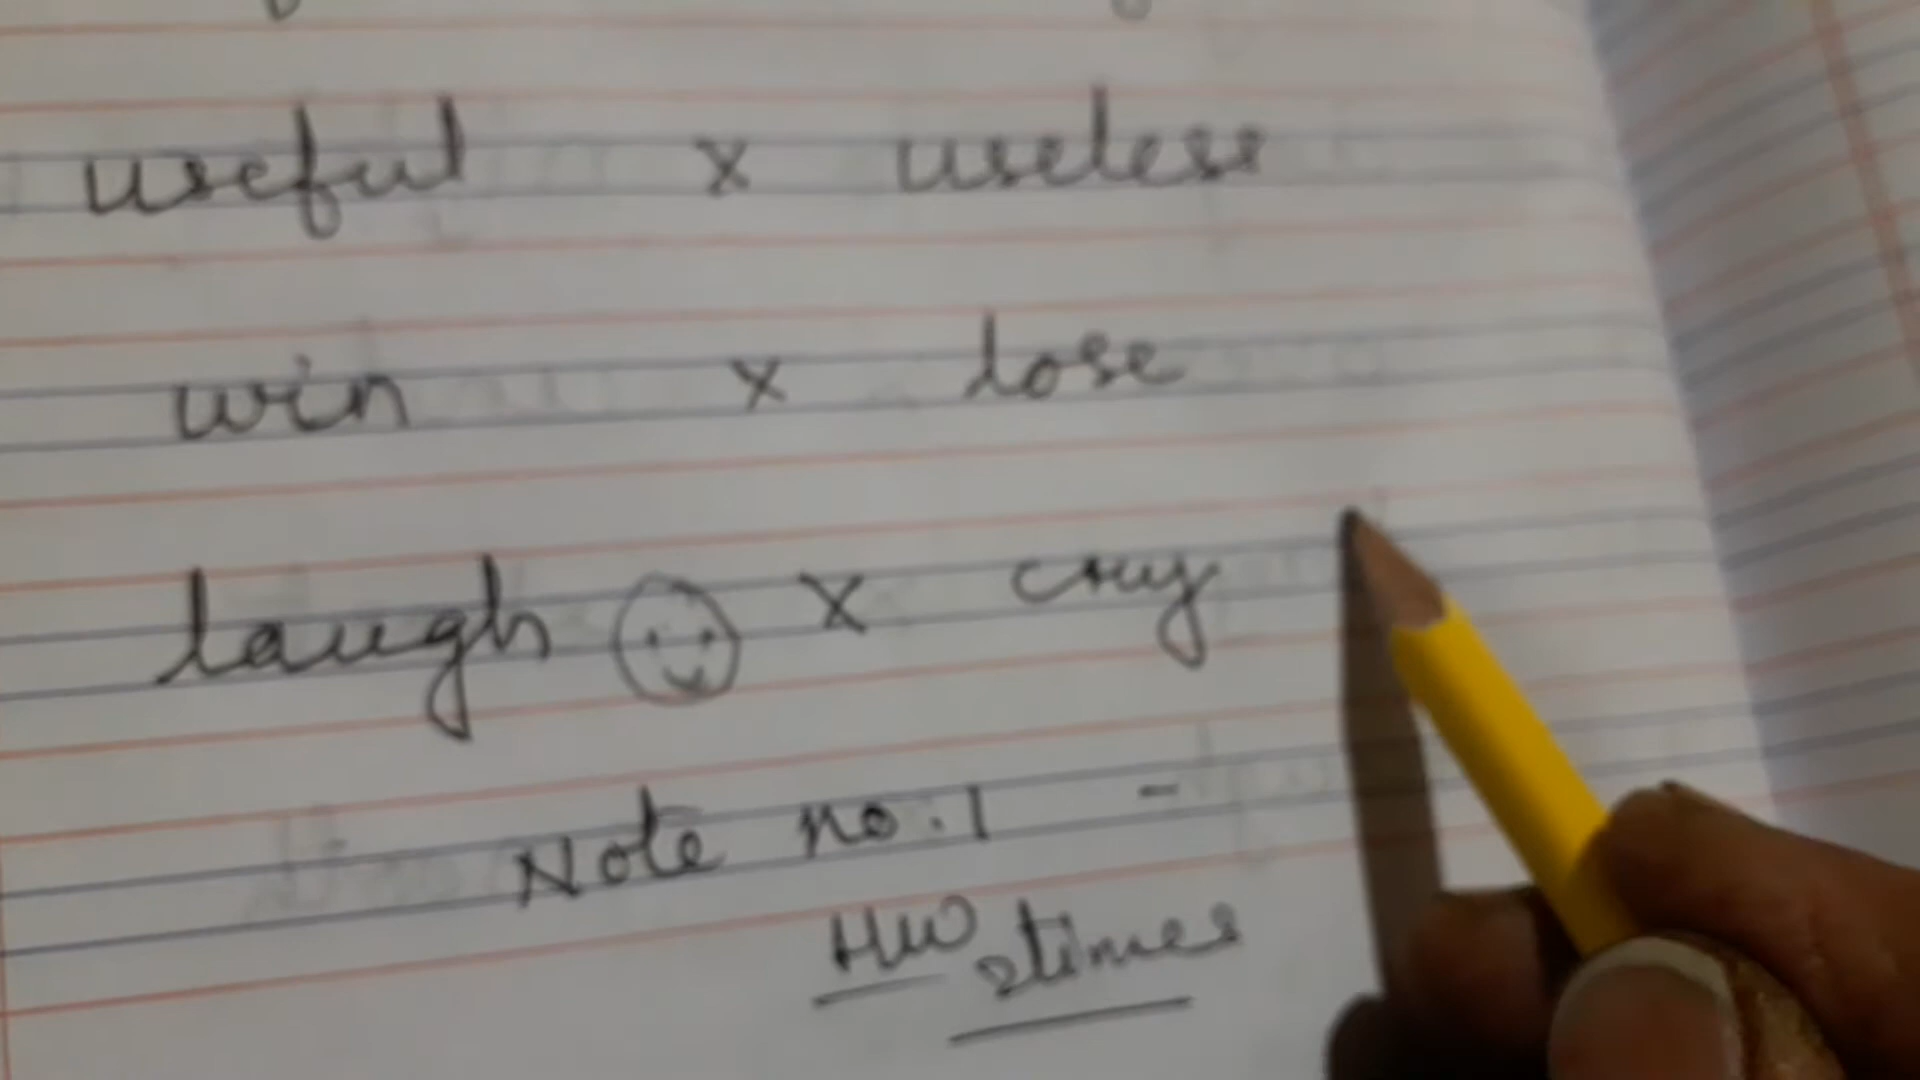 useful x useless
win x lose
laugh x cry
Note no. 1 -
HW 2times